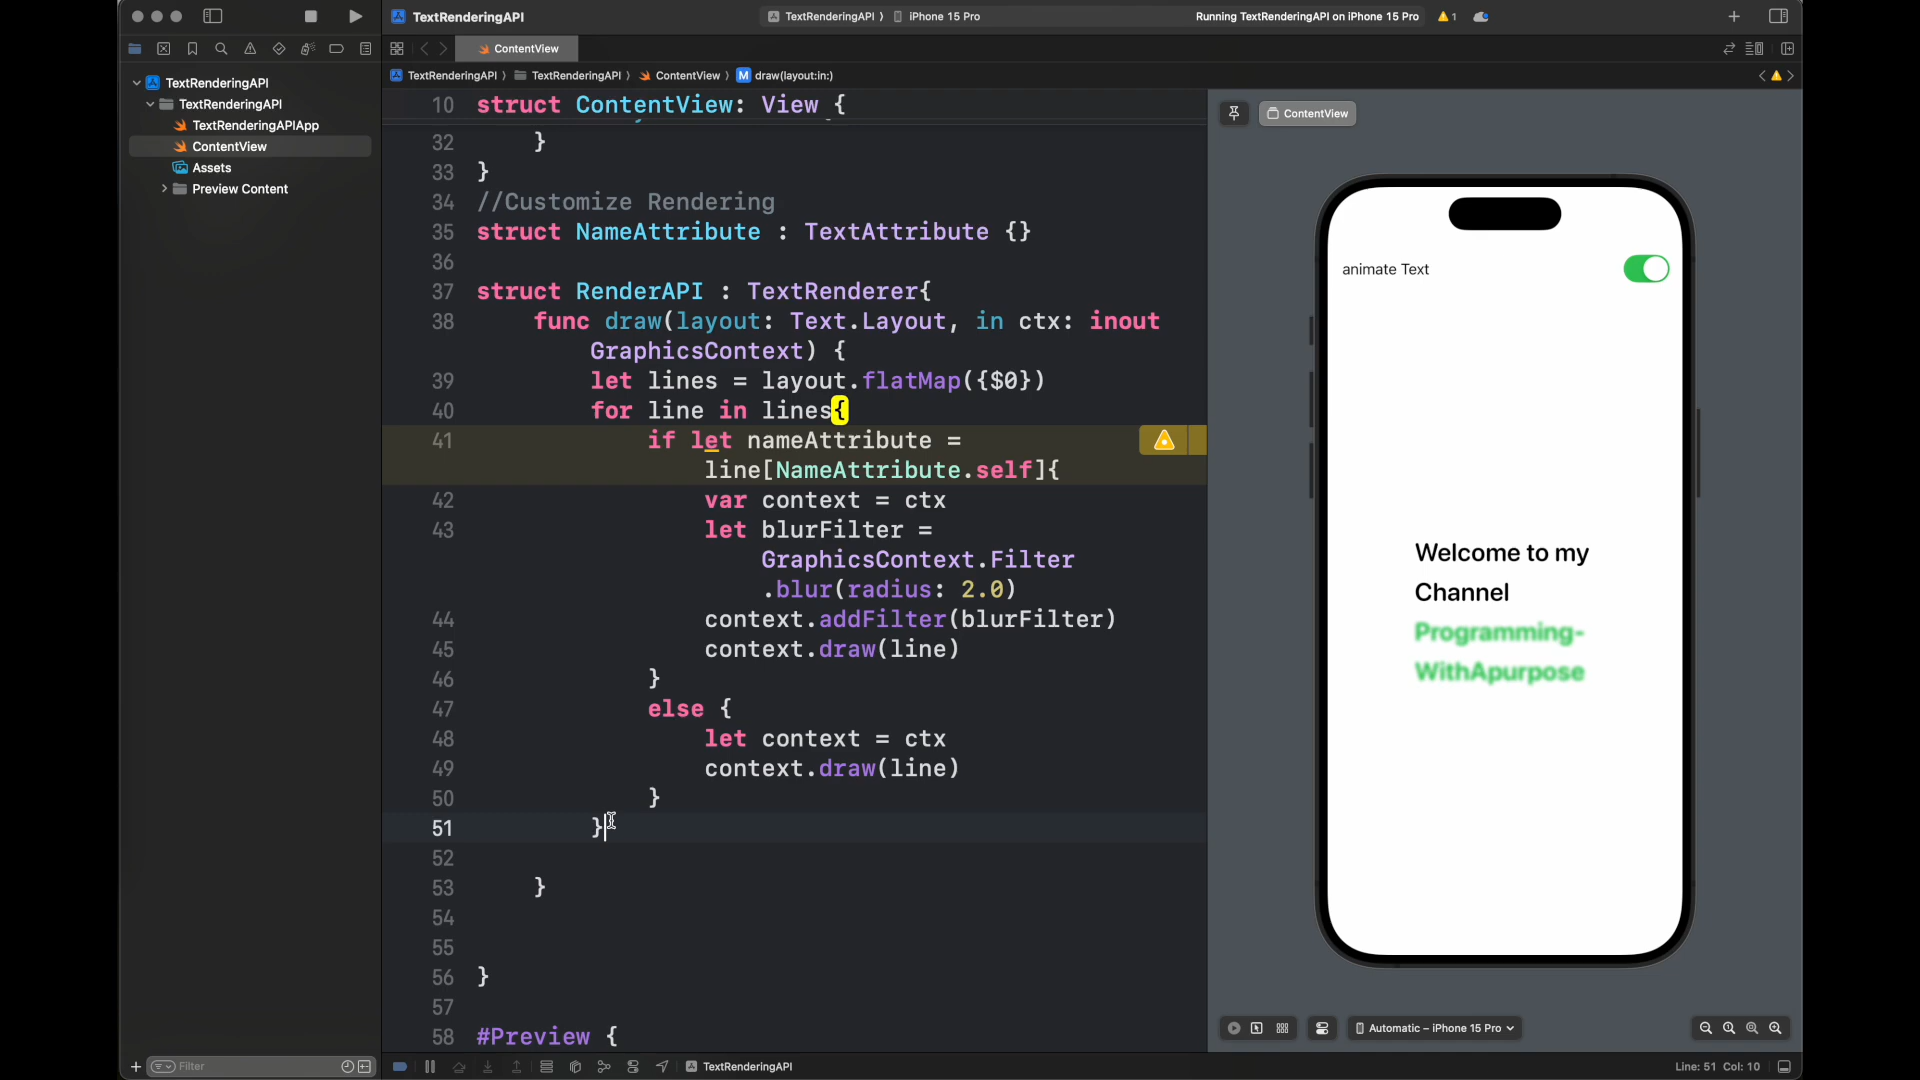 TextRenderingAPI
TextRenderingAPI ⟩ iPhone 15 Pro
Running TextRenderingAPI on iPhone 15 Pro
1
ContentView
TextRenderingAPI ⟩ TextRenderingAPI ⟩ ContentView ⟩ M draw(layout:in:)
TextRenderingAPI
TextRenderingAPI
TextRenderingAPIApp
ContentView
Assets
Preview Content
10 struct ContentView: View {
32 }
33 }
34 //Customize Rendering
35 struct NameAttribute : TextAttribute {}
36
37 struct RenderAPI : TextRenderer{
38 func draw(layout: Text.Layout, in ctx: inout
GraphicsContext) {
39 let lines = layout.flatMap({$0})
40 for line in lines{
41 if let nameAttribute =
line[NameAttribute.self]{
42 var context = ctx
43 let blurFilter =
GraphicsContext.Filter
.blur(radius: 2.0)
44 context.addFilter(blurFilter)
45 context.draw(line)
46 }
47 else {
48 let context = ctx
49 context.draw(line)
50 }
51 }
52
53 }
54
55
56 }
57
58 #Preview {
ContentView
animate Text
Welcome to my
Channel
Programming-
WithApurpose
Automatic – iPhone 15 Pro
Filter
TextRenderingAPI
Line: 51 Col: 10